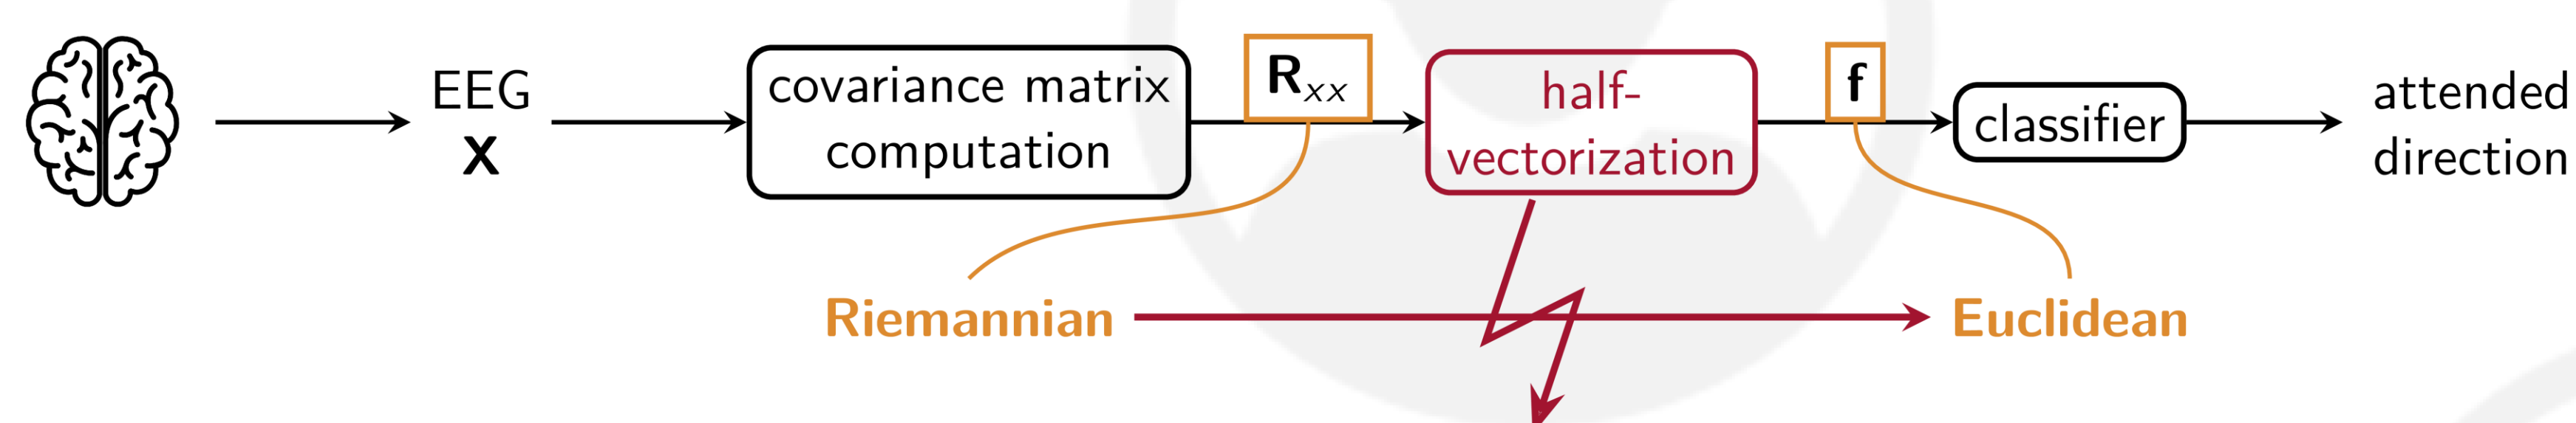 EEG
X
covariance matrix
computation
Rxx
half-
vectorization
f
classifier
attended
direction
Riemannian
Euclidean